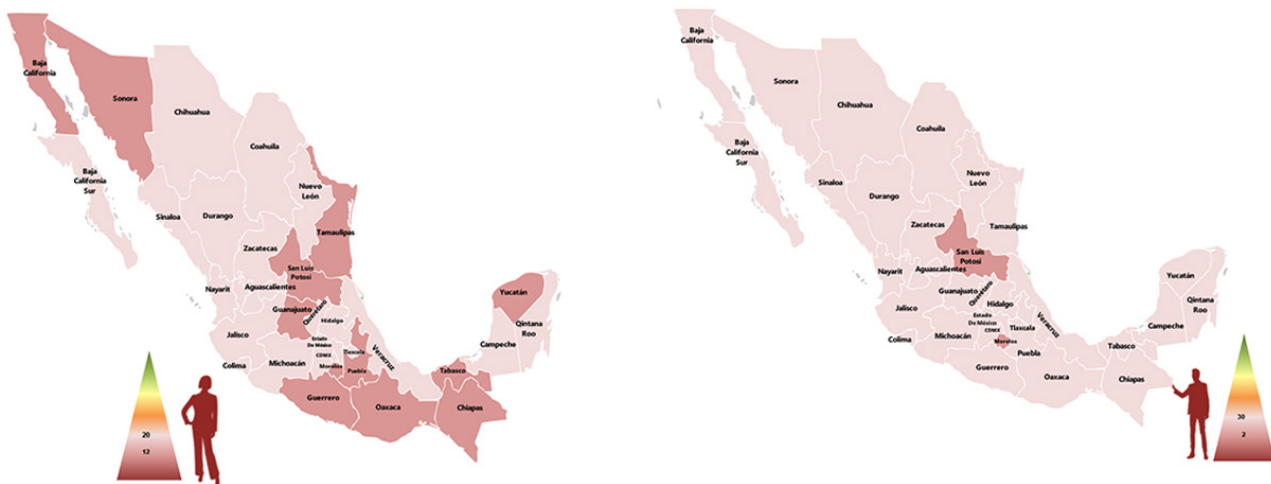 Baja
California
Sonora
Chihuahua
Coahuila
Baja
California
Sur
Nuevo
León
Sinaloa
Durango
Tamaulipas
Zacatecas
San Luis
Potosí
Nayarit
Aguascalientes
Guanajuato
Querétaro
Hidalgo
Yucatán
Qintana
Roo
Jalisco
Estado
De México
Tlaxcala
Veracruz
Campeche
Colima
Michoacán
CDMX
Morelos
Puebla
Tabasco
Guerrero
Oaxaca
Chiapas
20
12
Baja
California
Sonora
Chihuahua
Coahuila
Baja
California
Sur
Nuevo
León
Sinaloa
Durango
Zacatecas
Tamaulipas
San Luis
Potosí
Nayarit
Aguascalientes
Guanajuato
Querétaro
Hidalgo
Yucatán
Qintana
Roo
Jalisco
Estado
De México
Tlaxcala
Veracruz
Campeche
Colima
Michoacán
CDMX
Morelos
Puebla
Tabasco
Guerrero
Oaxaca
Chiapas
30
2